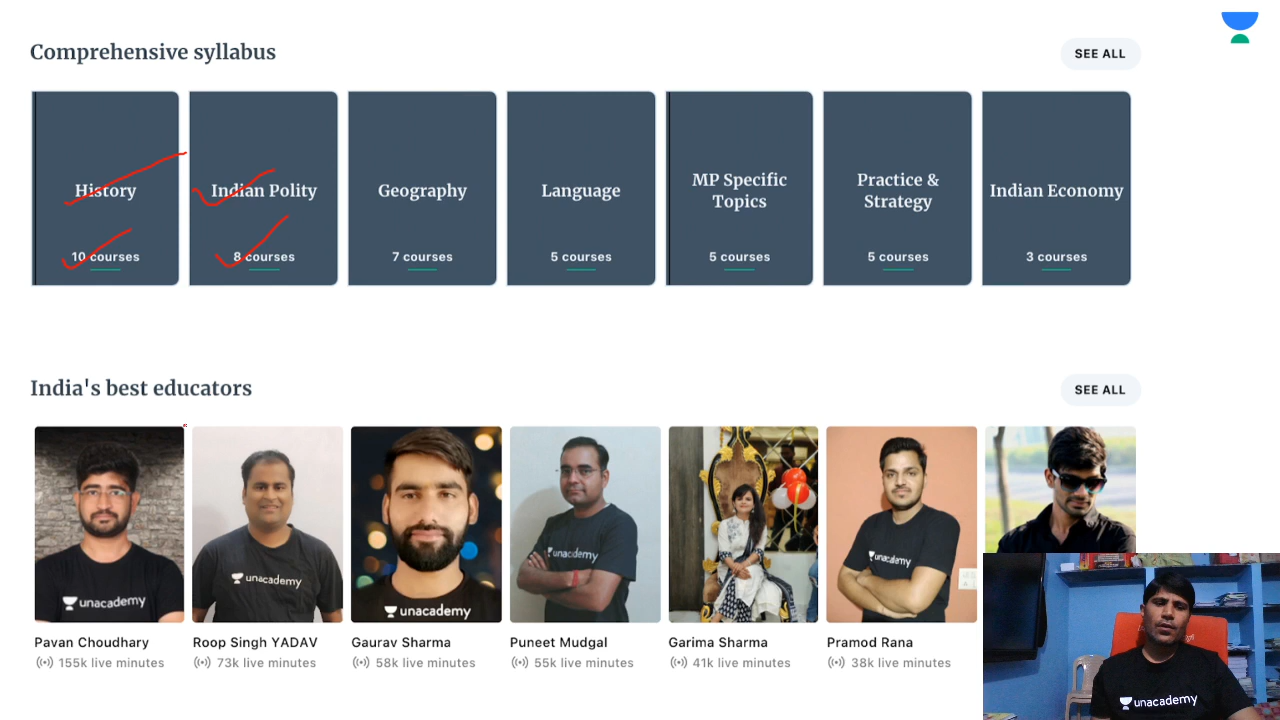 Comprehensive syllabus
SEE ALL
History
10 courses
Indian Polity
8 courses
Geography
7 courses
Language
5 courses
MP Specific
Topics
5 courses
Practice &
Strategy
5 courses
Indian Economy
3 courses
India's best educators
SEE ALL
unacademy
Pavan Choudhary
155k live minutes
unacademy
Roop Singh YADAV
73k live minutes
unacademy
Gaurav Sharma
58k live minutes
unacademy
Puneet Mudgal
55k live minutes
Garima Sharma
41k live minutes
unacademy
Pramod Rana
38k live minutes
unacademy